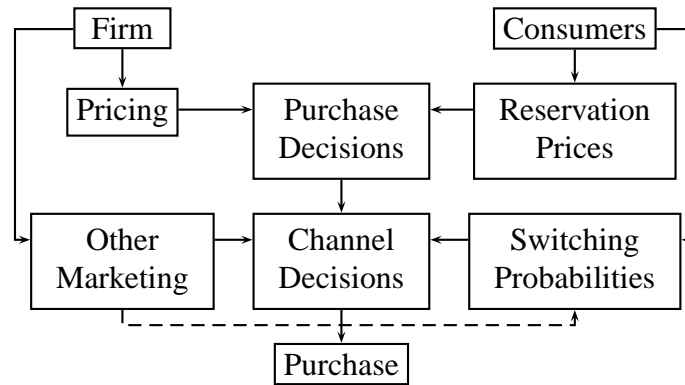 Firm
Consumers
Pricing
Purchase
Decisions
Reservation
Prices
Other
Marketing
Channel
Decisions
Switching
Probabilities
Purchase